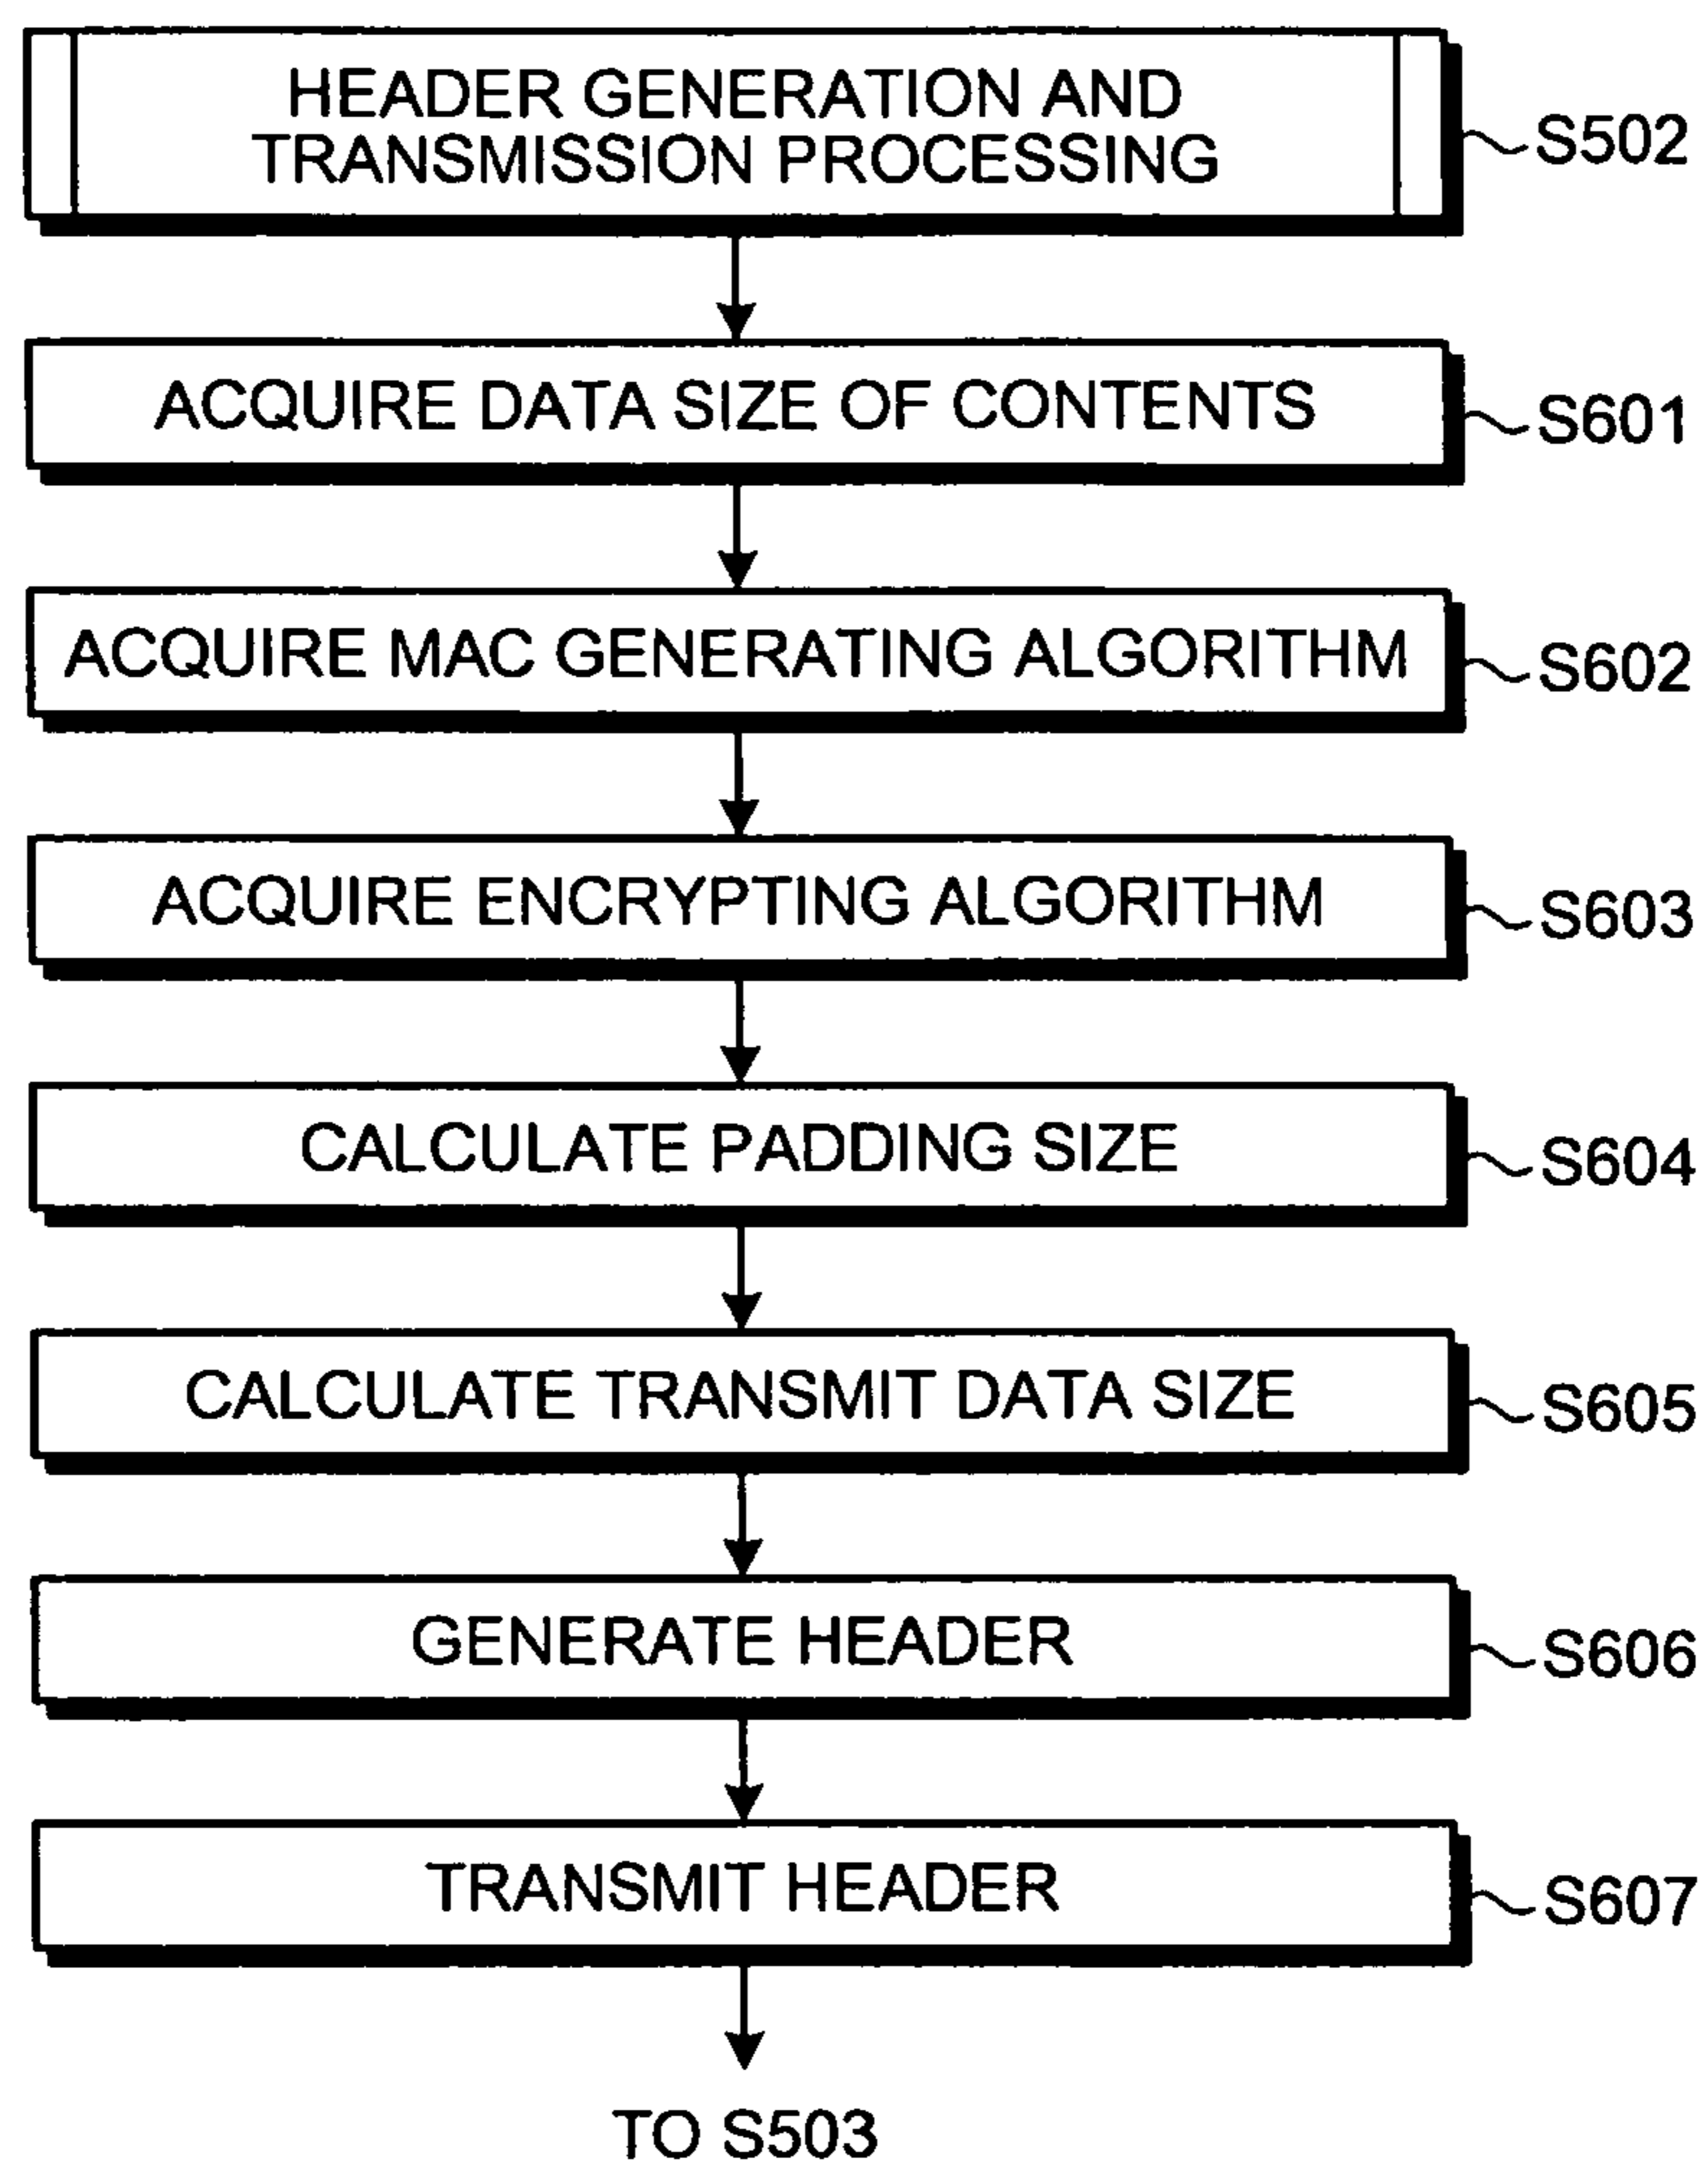 HEADER GENERATION AND
TRANSMISSION PROCESSING
S502
ACQUIRE DATA SIZE OF CONTENTS
S601
ACQUIRE MAC GENERATING ALGORITHM
S602
ACQUIRE ENCRYPTING ALGORITHM
S603
CALCULATE PADDING SIZE
S604
CALCULATE TRANSMIT DATA SIZE
S605
GENERATE HEADER
S606
TRANSMIT HEADER
S607
TO S503